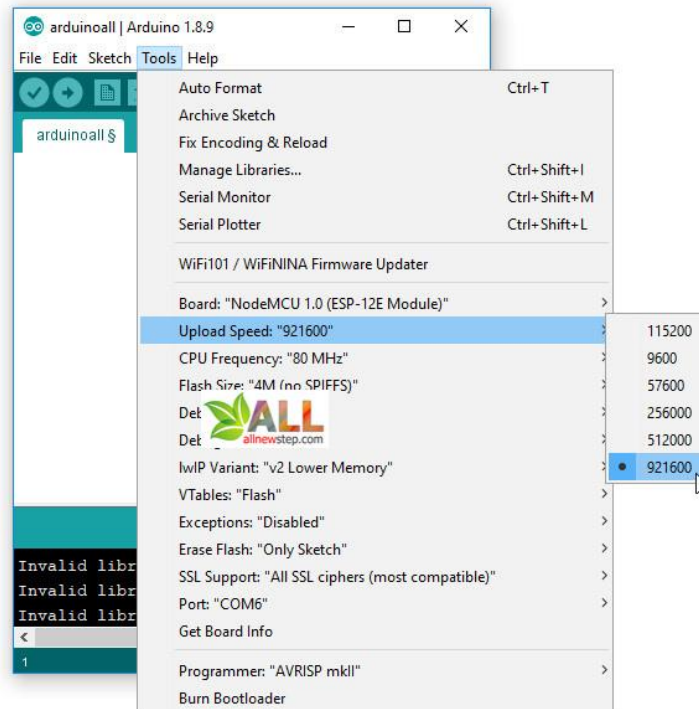 arduinoall | Arduino 1.8.9
File Edit Sketch Tools Help
arduinoall §
Auto Format Ctrl+T
Archive Sketch
Fix Encoding & Reload
Manage Libraries... Ctrl+Shift+I
Serial Monitor Ctrl+Shift+M
Serial Plotter Ctrl+Shift+L
WiFi101 / WiFiNINA Firmware Updater
Board: "NodeMCU 1.0 (ESP-12E Module)"
Upload Speed: "921600"
CPU Frequency: "80 MHz"
Flash Size: "4M (no SPIFFS)"
Deb
Deb
ALL
allnewstep.com
lwIP Variant: "v2 Lower Memory"
VTables: "Flash"
Exceptions: "Disabled"
Erase Flash: "Only Sketch"
SSL Support: "All SSL ciphers (most compatible)"
Port: "COM6"
Get Board Info
Programmer: "AVRISP mkII"
Burn Bootloader
115200
9600
57600
256000
512000
921600
Invalid libr
Invalid libr
Invalid libr
1